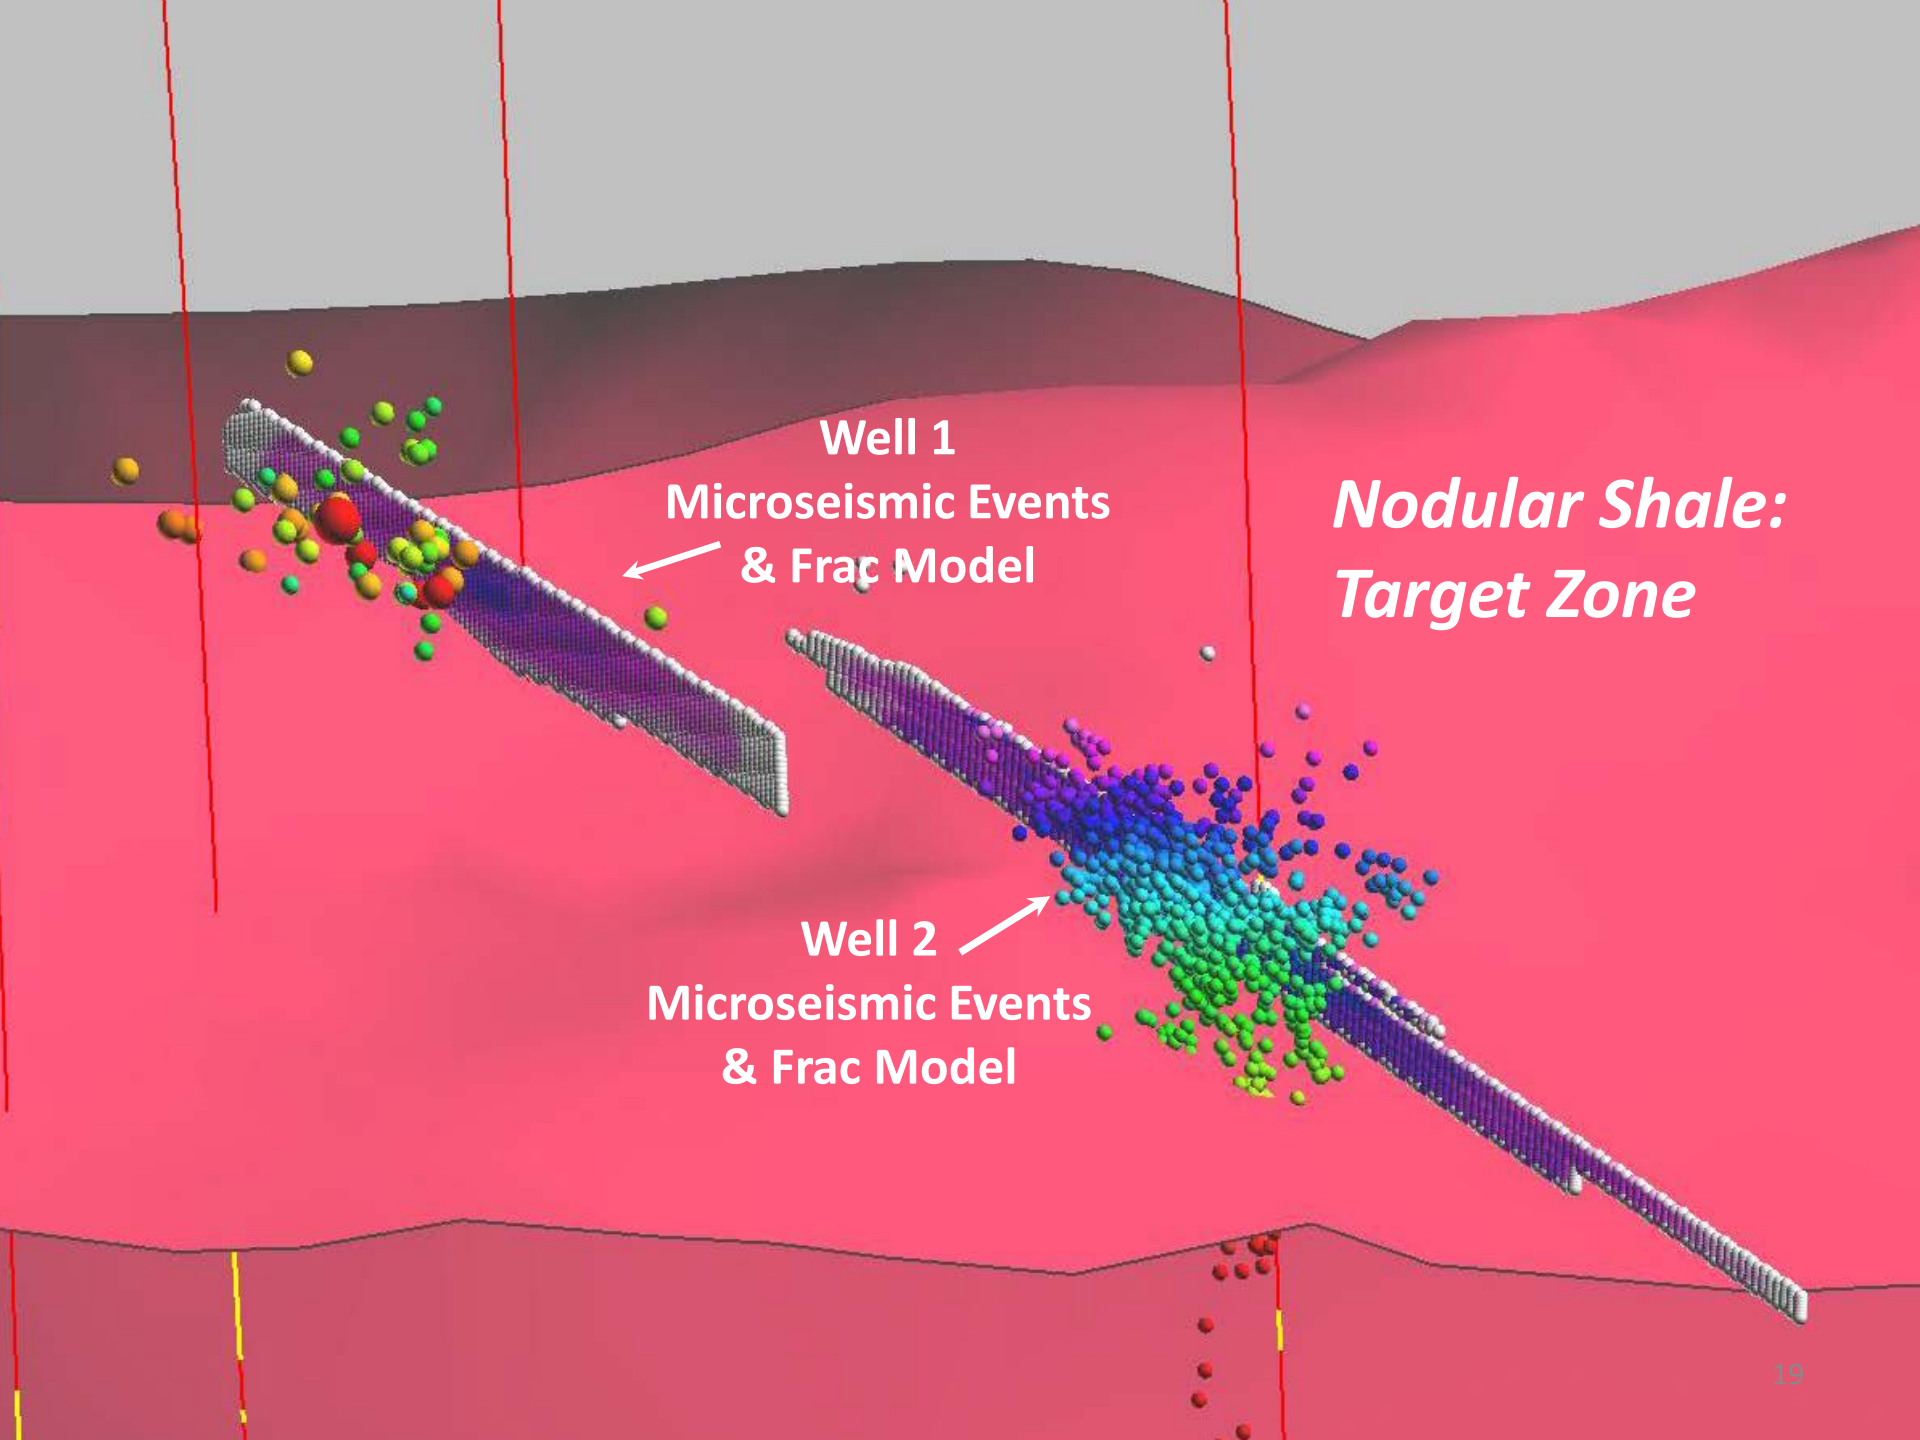 Well 1
Microseismic Events
& Frac Model
Nodular Shale:
Target Zone
Well 2
Microseismic Events
& Frac Model
19